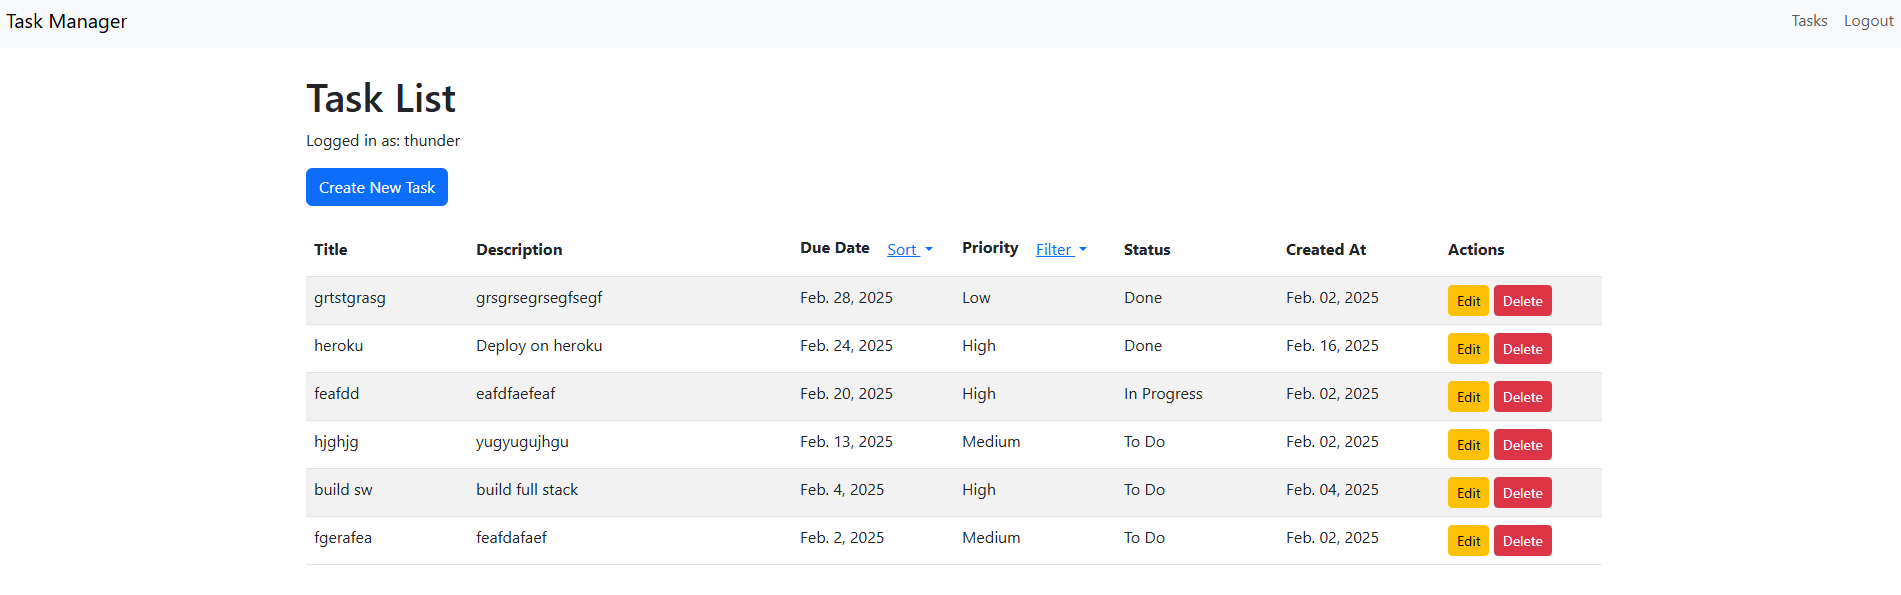 Task Manager Tasks Logout
Task List
Logged in as: thunder
Create New Task
Title Description Due Date Sort Priority Filter Status Created At Actions
grtstgrasg grsgrsegrsegfsegf Feb. 28, 2025 Low Done Feb. 02, 2025 Edit Delete
heroku Deploy on heroku Feb. 24, 2025 High Done Feb. 16, 2025 Edit Delete
feafdd eafdfaefeaf Feb. 20, 2025 High In Progress Feb. 02, 2025 Edit Delete
hjghjg yugyugujhgu Feb. 13, 2025 Medium To Do Feb. 02, 2025 Edit Delete
build sw build full stack Feb. 4, 2025 High To Do Feb. 04, 2025 Edit Delete
fgerafea feafdafaef Feb. 2, 2025 Medium To Do Feb. 02, 2025 Edit Delete